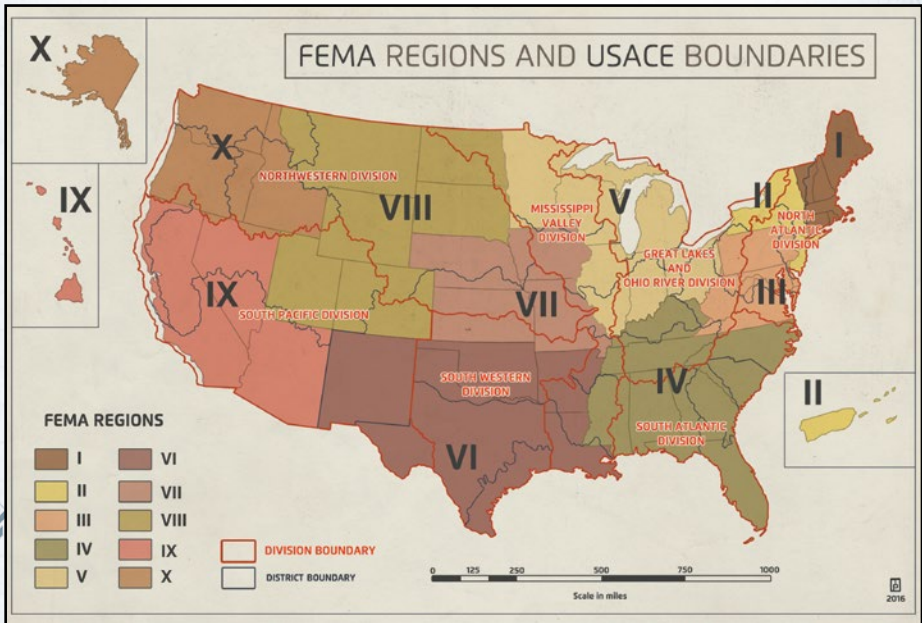 X
FEMA REGIONS AND USACE BOUNDARIES
I
X
IX
NORTHWESTERN DIVISION
VIII
V
II
MISSISSIPPI
VALLEY
DIVISION
NORTH
ATLANTIC
DIVISION
GREAT LAKES
AND
OHIO RIVER DIVISION
IX
VII
III
SOUTH PACIFIC DIVISION
SOUTH WESTERN
DIVISION
IV
II
SOUTH ATLANTIC
DIVISION
VI
FEMA REGIONS
I
II
III
IV
V
VI
VII
VIII
IX
X
DIVISION BOUNDARY
DISTRICT BOUNDARY
0 125 250 500 750 1000
Scale in miles
2016